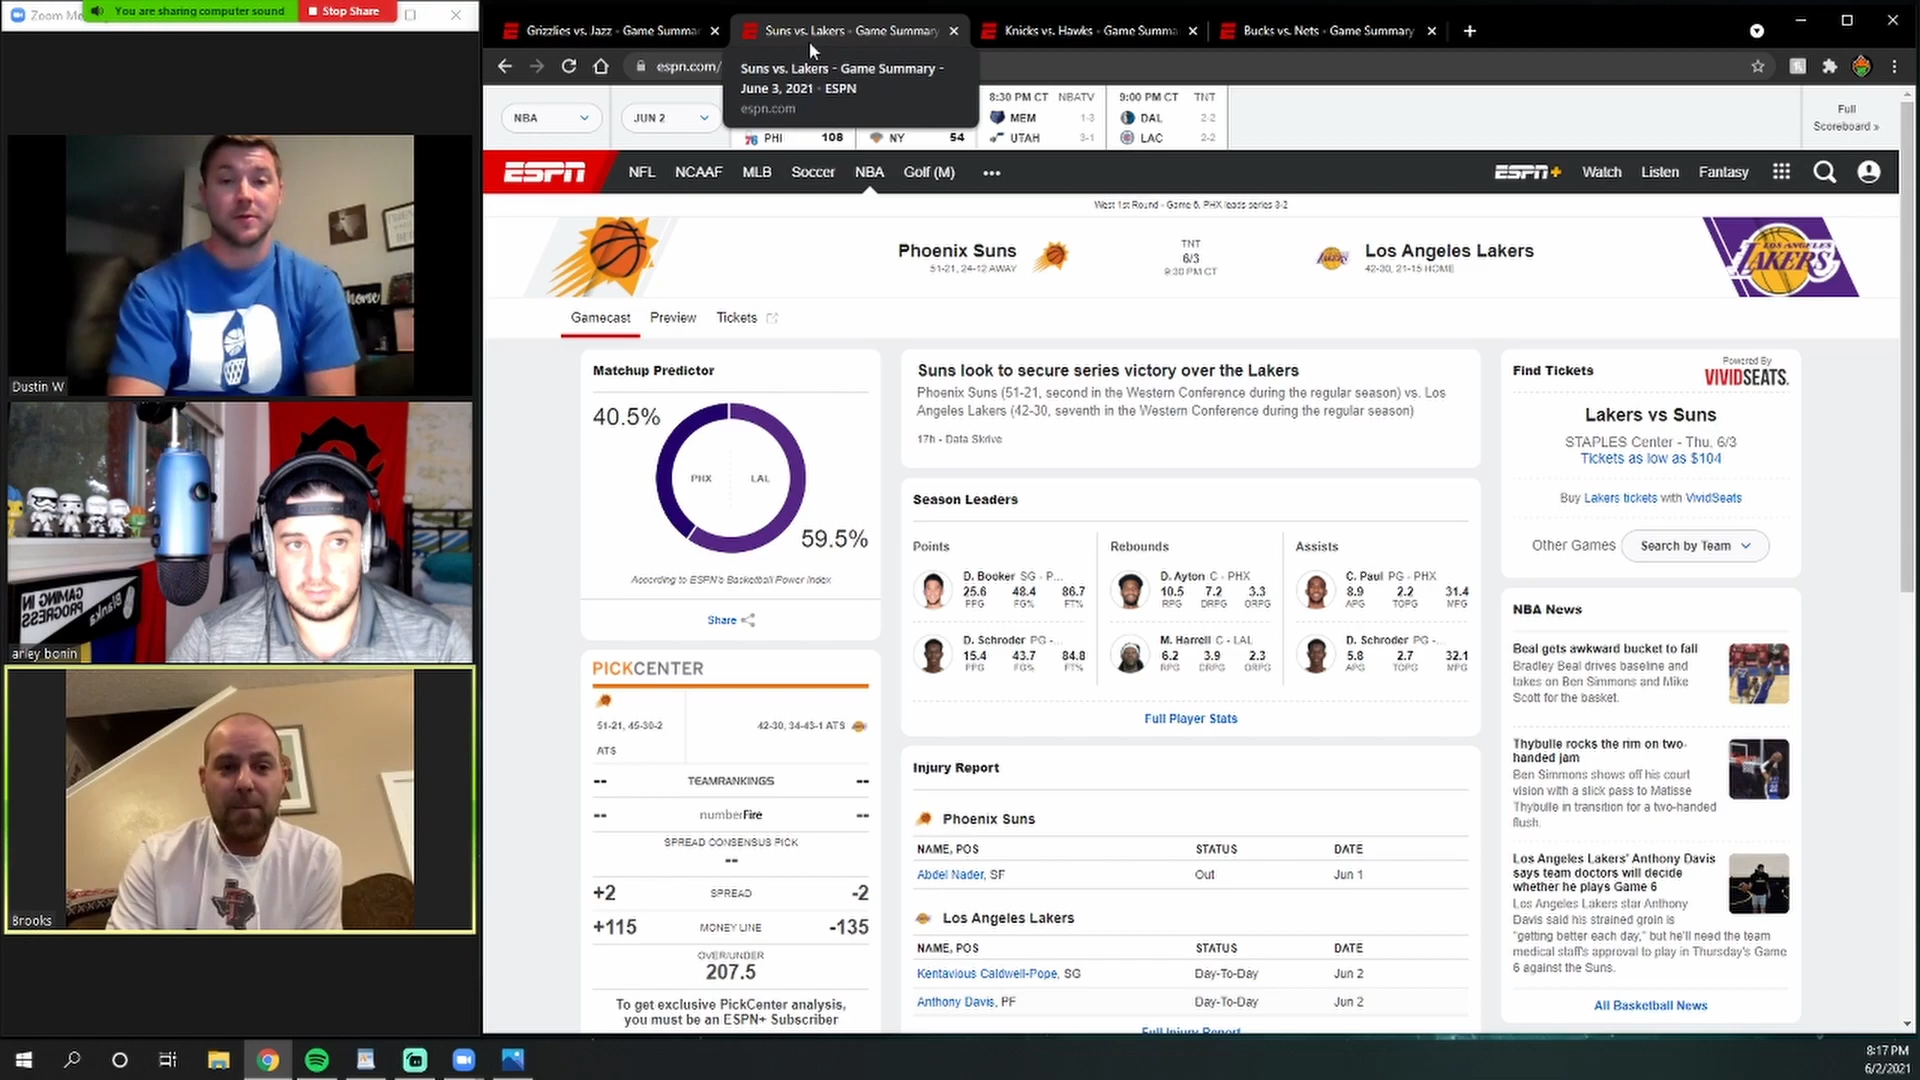 Zoom Mee
You are sharing computer sound
Stop Share
Dustin W
GAMING IN
PROGRESS
Blanka
home
arley bonin
Brooks
Grizzlies vs. Jazz - Game Summar
Suns vs. Lakers - Game Summary
Knicks vs. Hawks - Game Summa
Bucks vs. Nets - Game Summary
espn.com/
Suns vs. Lakers - Game Summary -
June 3, 2021 - ESPN
espn.com
NBA
JUN 2
PHI 108
NY 54
8:30 PM CT NBATV
MEM 1-3
UTAH 3-1
9:00 PM CT TNT
DAL 2-2
LAC 2-2
Full
Scoreboard »
ESPN
NFL NCAAF MLB Soccer NBA Golf (M)
ESPN+ Watch Listen Fantasy
West 1st Round - Game 6, PHX leads series 3-2
Phoenix Suns
51-21, 24-12 AWAY
TNT
6/3
9:30 PM CT
Los Angeles Lakers
42-30, 21-15 HOME
LOS ANGELES
LAKERS
Gamecast Preview Tickets
Matchup Predictor
40.5%
PHX LAL
59.5%
According to ESPN's Basketball Power Index
Share
PICKCENTER
51-21, 45-30-2
ATS
42-30, 34-43-1 ATS
-- TEAMRANKINGS --
-- numberFire --
SPREAD CONSENSUS PICK
--
+2 SPREAD -2
+115 MONEY LINE -135
OVER/UNDER
207.5
To get exclusive PickCenter analysis,
you must be an ESPN+ Subscriber
Suns look to secure series victory over the Lakers
Phoenix Suns (51-21, second in the Western Conference during the regular season) vs. Los
Angeles Lakers (42-30, seventh in the Western Conference during the regular season)
17h - Data Skrive
Season Leaders
Points Rebounds Assists
D. Booker SG - P...
25.6 48.4 86.7
PPG FG% FT%
D. Ayton C - PHX
10.5 7.2 3.3
RPG DRPG ORPG
C. Paul PG - PHX
8.9 2.2 31.4
APG TOPG MPG
D. Schroder PG -...
15.4 43.7 84.8
PPG FG% FT%
M. Harrell C - LAL
6.2 3.9 2.3
RPG DRPG ORPG
D. Schroder PG -...
5.8 2.7 32.1
APG TOPG MPG
Full Player Stats
Injury Report
Phoenix Suns
NAME, POS STATUS DATE
Abdel Nader, SF Out Jun 1
Los Angeles Lakers
NAME, POS STATUS DATE
Kentavious Caldwell-Pope, SG Day-To-Day Jun 2
Anthony Davis, PF Day-To-Day Jun 2
Full Injury Report
Find Tickets
Powered By
VIVIDSEATS.
Lakers vs Suns
STAPLES Center - Thu, 6/3
Tickets as low as $104
Buy Lakers tickets with VividSeats
Other Games Search by Team
NBA News
Beal gets awkward bucket to fall
Bradley Beal drives baseline and
takes on Ben Simmons and Mike
Scott for the basket.
Thybulle rocks the rim on two-
handed jam
Ben Simmons shows off his court
vision with a slick pass to Matisse
Thybulle in transition for a two-handed
flush.
Los Angeles Lakers' Anthony Davis
says team doctors will decide
whether he plays Game 6
Los Angeles Lakers star Anthony
Davis said his strained groin is
"getting better each day," but he'll need the team
medical staff's approval to play in Thursday's Game
6 against the Suns.
All Basketball News
8:17 PM
6/2/2021